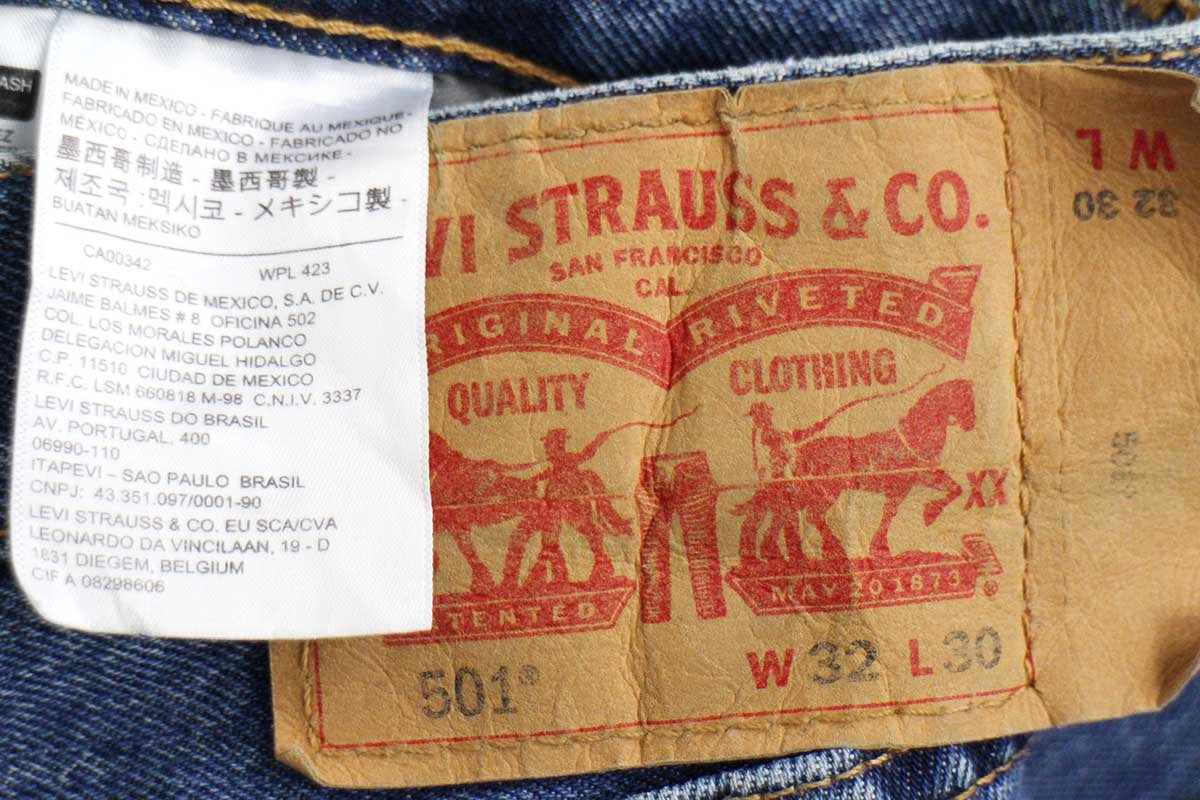 ASH
EZ
MADE IN MEXICO - FABRIQUE AU MEXIQUE-
FABRICADO EN MEXICO - FABRICADO NO
MÉXICO - СДЕЛАНО В МЕКСИКЕ -
墨西哥制造 - 墨西哥製 -
제조국 :멕시코 - メキシコ製 -
BUATAN MEKSIKO
CA00342 WPL 423
LEVI STRAUSS DE MEXICO, S.A. DE C.V.
JAIME BALMES # 8 OFICINA 502
COL. LOS MORALES POLANCO
DELEGACION MIGUEL HIDALGO
C.P. 11510 CIUDAD DE MEXICO
R.F.C. LSM 660818 M-98 C.N.I.V. 3337
LEVI STRAUSS DO BRASIL
AV. PORTUGAL, 400
06990-110
ITAPEVI – SAO PAULO BRASIL
CNPJ: 43.351.097/0001-90
LEVI STRAUSS & CO. EU SCA/CVA
LEONARDO DA VINCILAAN, 19 - D
1831 DIEGEM, BELGIUM
CIF A 08298606
VI STRAUSS & CO.
SAN FRANCISCO
CAL.
RIGINAL RIVETED
QUALITY CLOTHING
XX
TENTED MAY 20 1873
501® W 32 L 30
W L
32 30